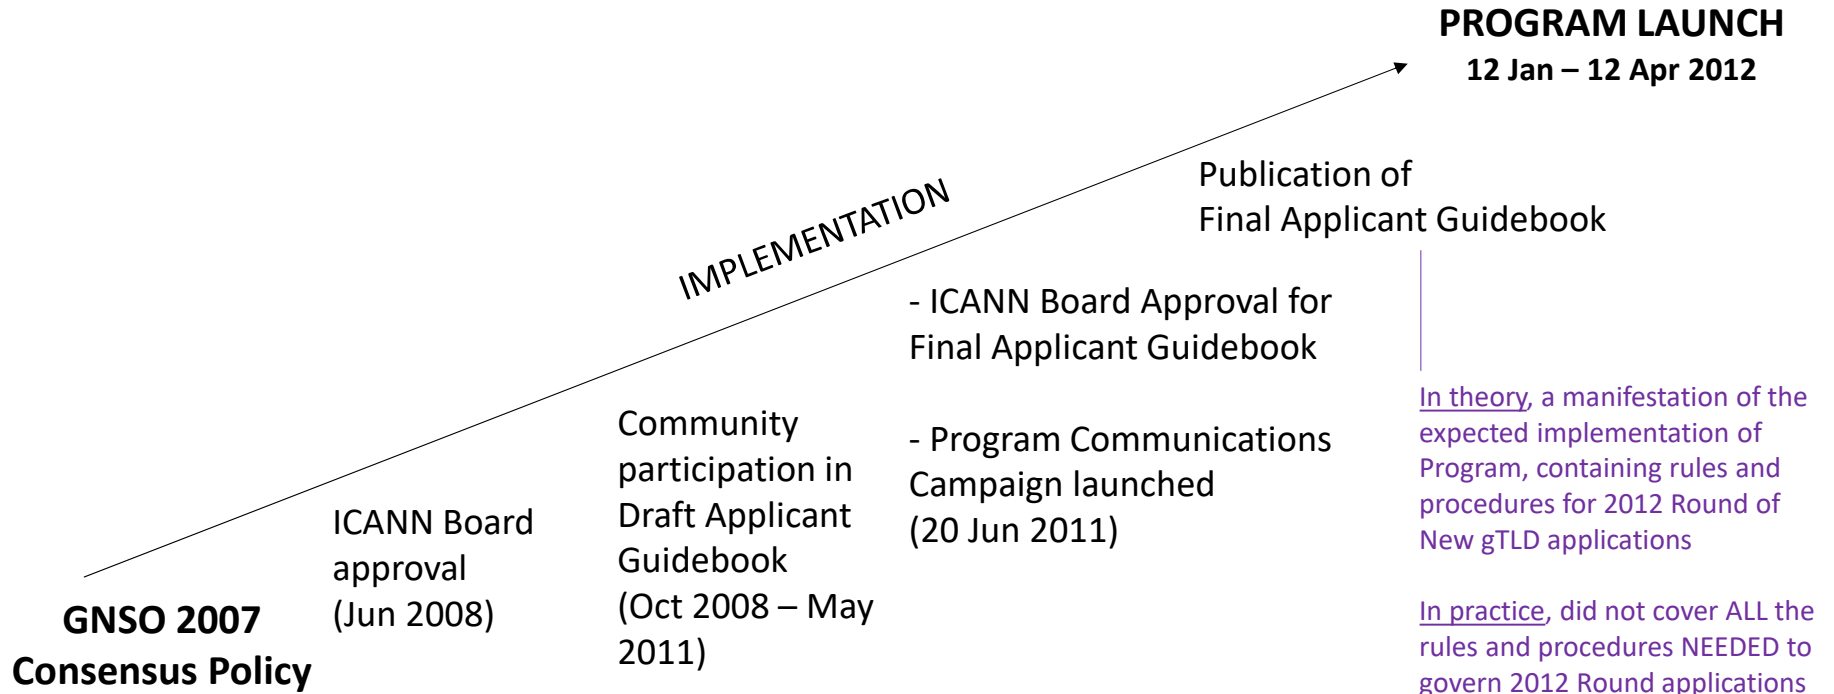 PROGRAM LAUNCH
12 Jan – 12 Apr 2012
Publication of
Final Applicant Guidebook
IMPLEMENTATION
- ICANN Board Approval for
Final Applicant Guidebook
- Program Communications
Campaign launched
(20 Jun 2011)
In theory, a manifestation of the
expected implementation of
Program, containing rules and
procedures for 2012 Round of
New gTLD applications
In practice, did not cover ALL the
rules and procedures NEEDED to
govern 2012 Round applications
Community
participation in
Draft Applicant
Guidebook
(Oct 2008 – May
2011)
ICANN Board
approval
(Jun 2008)
GNSO 2007
Consensus Policy